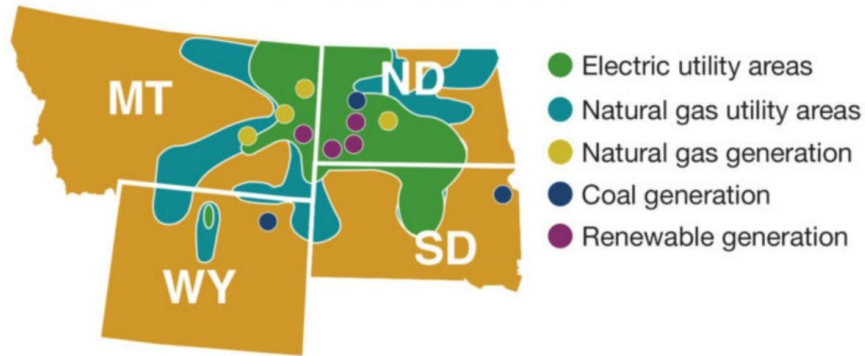 MT
ND
WY
SD
Electric utility areas
Natural gas utility areas
Natural gas generation
Coal generation
Renewable generation